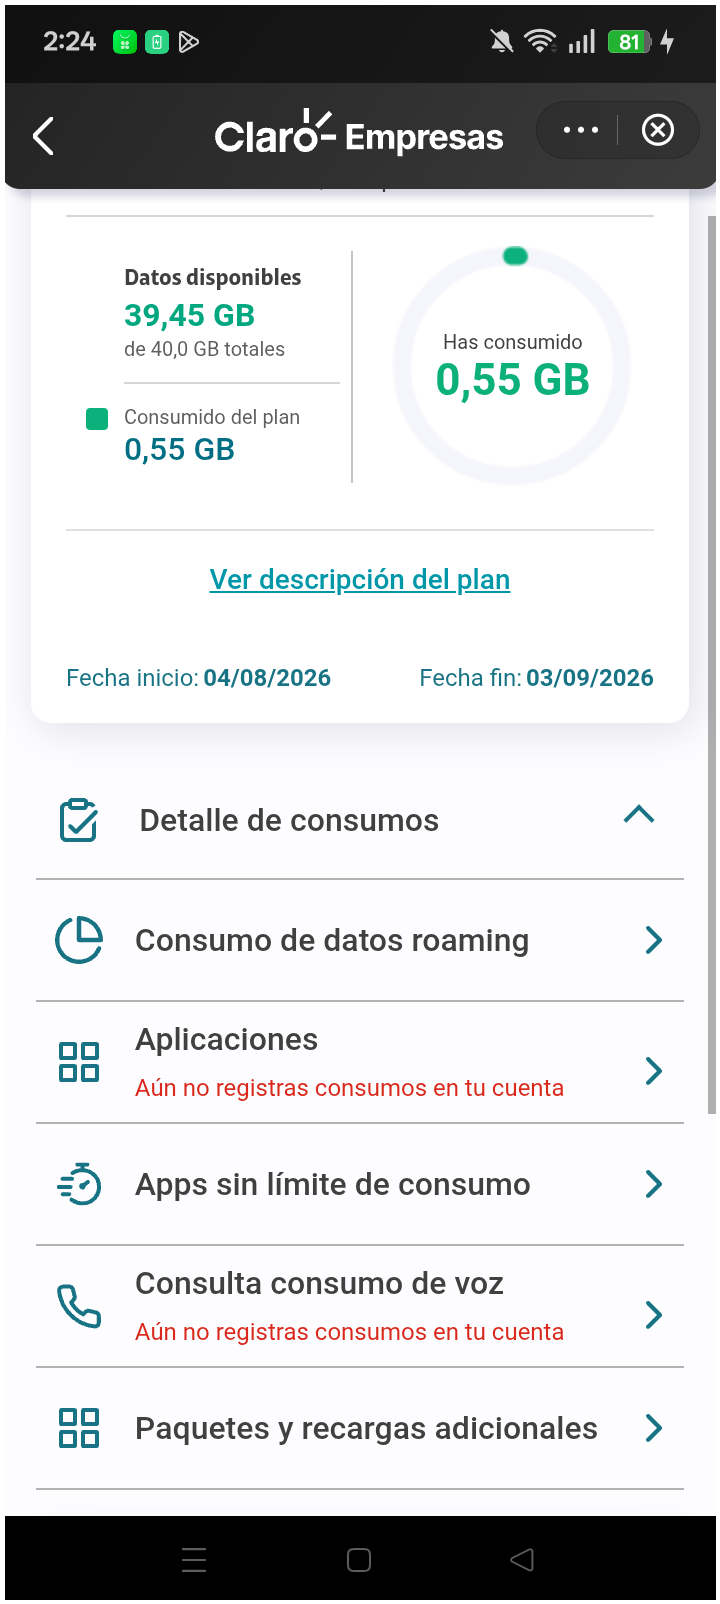 2:24
81
Claro- Empresas
Datos disponibles
39,45 GB
de 40,0 GB totales
Consumido del plan
0,55 GB
Has consumido
0,55 GB
Ver descripción del plan
Fecha inicio: 04/08/2026
Fecha fin: 03/09/2026
Detalle de consumos
Consumo de datos roaming
Aplicaciones
Aún no registras consumos en tu cuenta
Apps sin límite de consumo
Consulta consumo de voz
Aún no registras consumos en tu cuenta
Paquetes y recargas adicionales